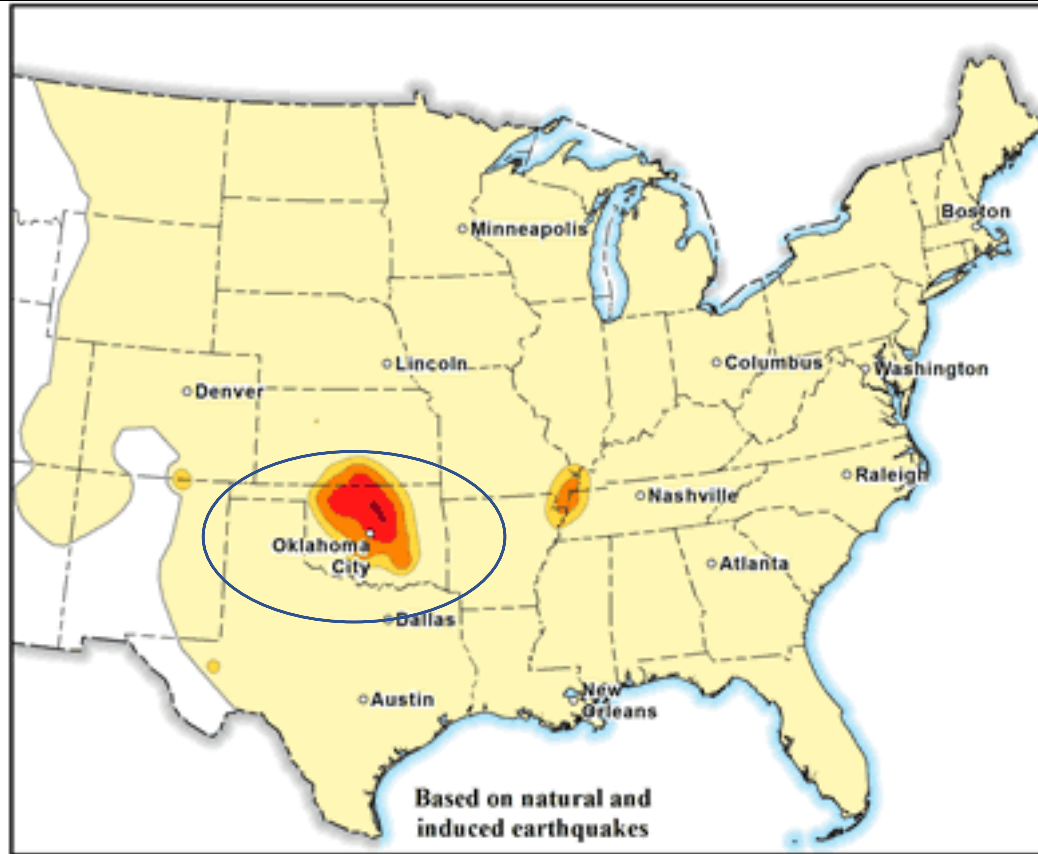 Boston
Minneapolis
Lincoln
Columbus
Washington
Denver
Raleigh
Nashville
Oklahoma
City
Atlanta
Dallas
Austin
New
Orleans
Based on natural and
induced earthquakes